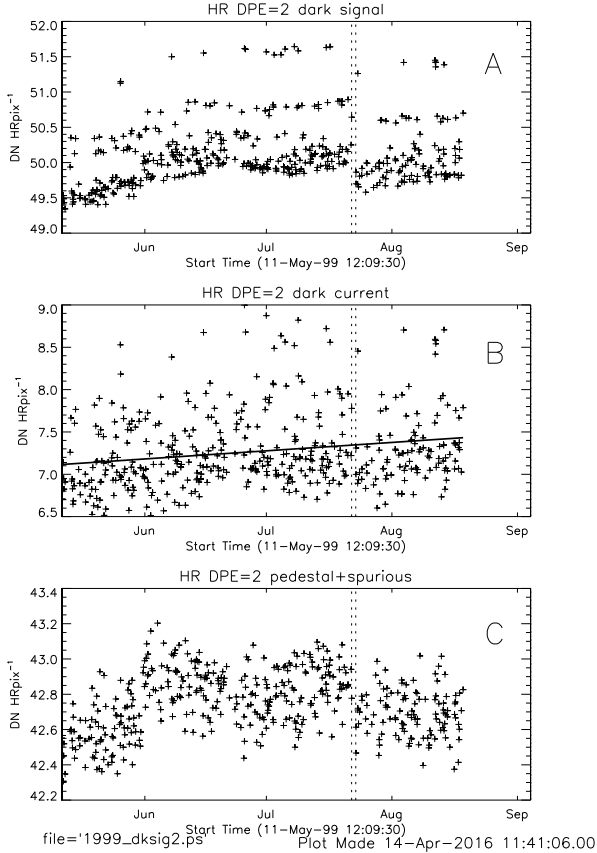 HR DPE=2 dark signal
52.0
51.5
51.0
50.5
50.0
49.5
49.0
DN HRpix⁻¹
A
Jun Jul Aug Sep
Start Time (11-May-99 12:09:30)
HR DPE=2 dark current
9.0
8.5
8.0
7.5
7.0
6.5
DN HRpix⁻¹
B
Jun Jul Aug Sep
Start Time (11-May-99 12:09:30)
HR DPE=2 pedestal+spurious
43.4
43.2
43.0
42.8
42.6
42.4
42.2
DN HRpix⁻¹
C
Jun Jul Aug Sep
Start Time (11-May-99 12:09:30)
file='1999_dksig2.ps'
Plot Made 14-Apr-2016 11:41:06.00